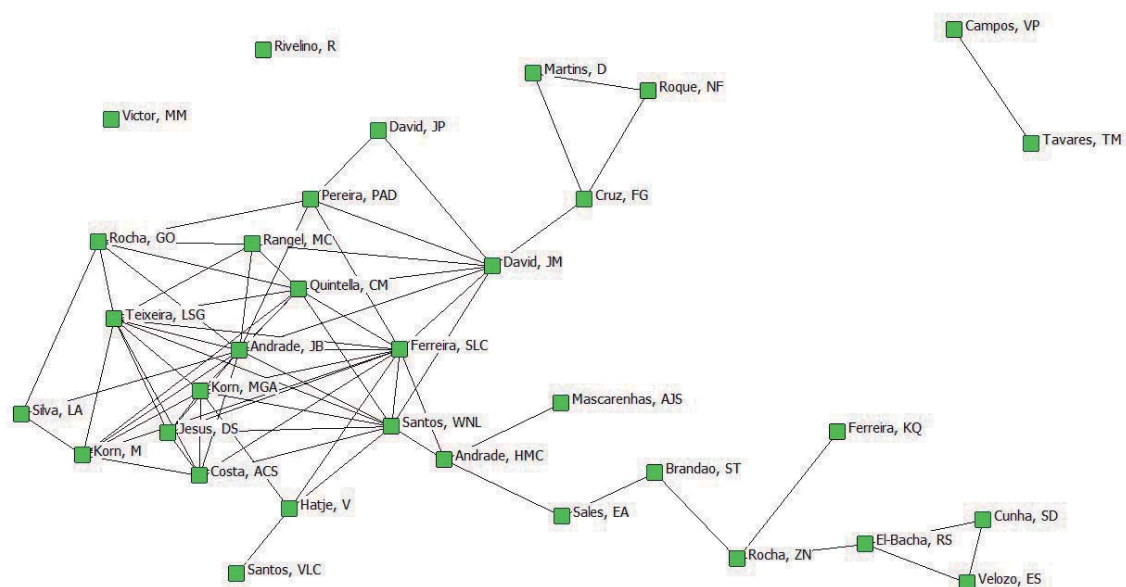 Campos, VP
Rivelino, R
Martins, D
Roque, NF
Victor, MM
David, JP
Tavares, TM
Pereira, PAD
Cruz, FG
Rocha, GO
Rangel, MC
David, JM
Quintella, CM
Teixeira, LSG
Andrade, JB
Ferreira, SLC
Korn, MGA
Mascarenhas, AJS
Silva, LA
Santos, WNL
Jesus, DS
Ferreira, KQ
Korn, M
Andrade, HMC
Costa, ACS
Brandao, ST
Hatje, V
Sales, EA
Cunha, SD
El-Bacha, RS
Rocha, ZN
Santos, VLC
Velozo, ES